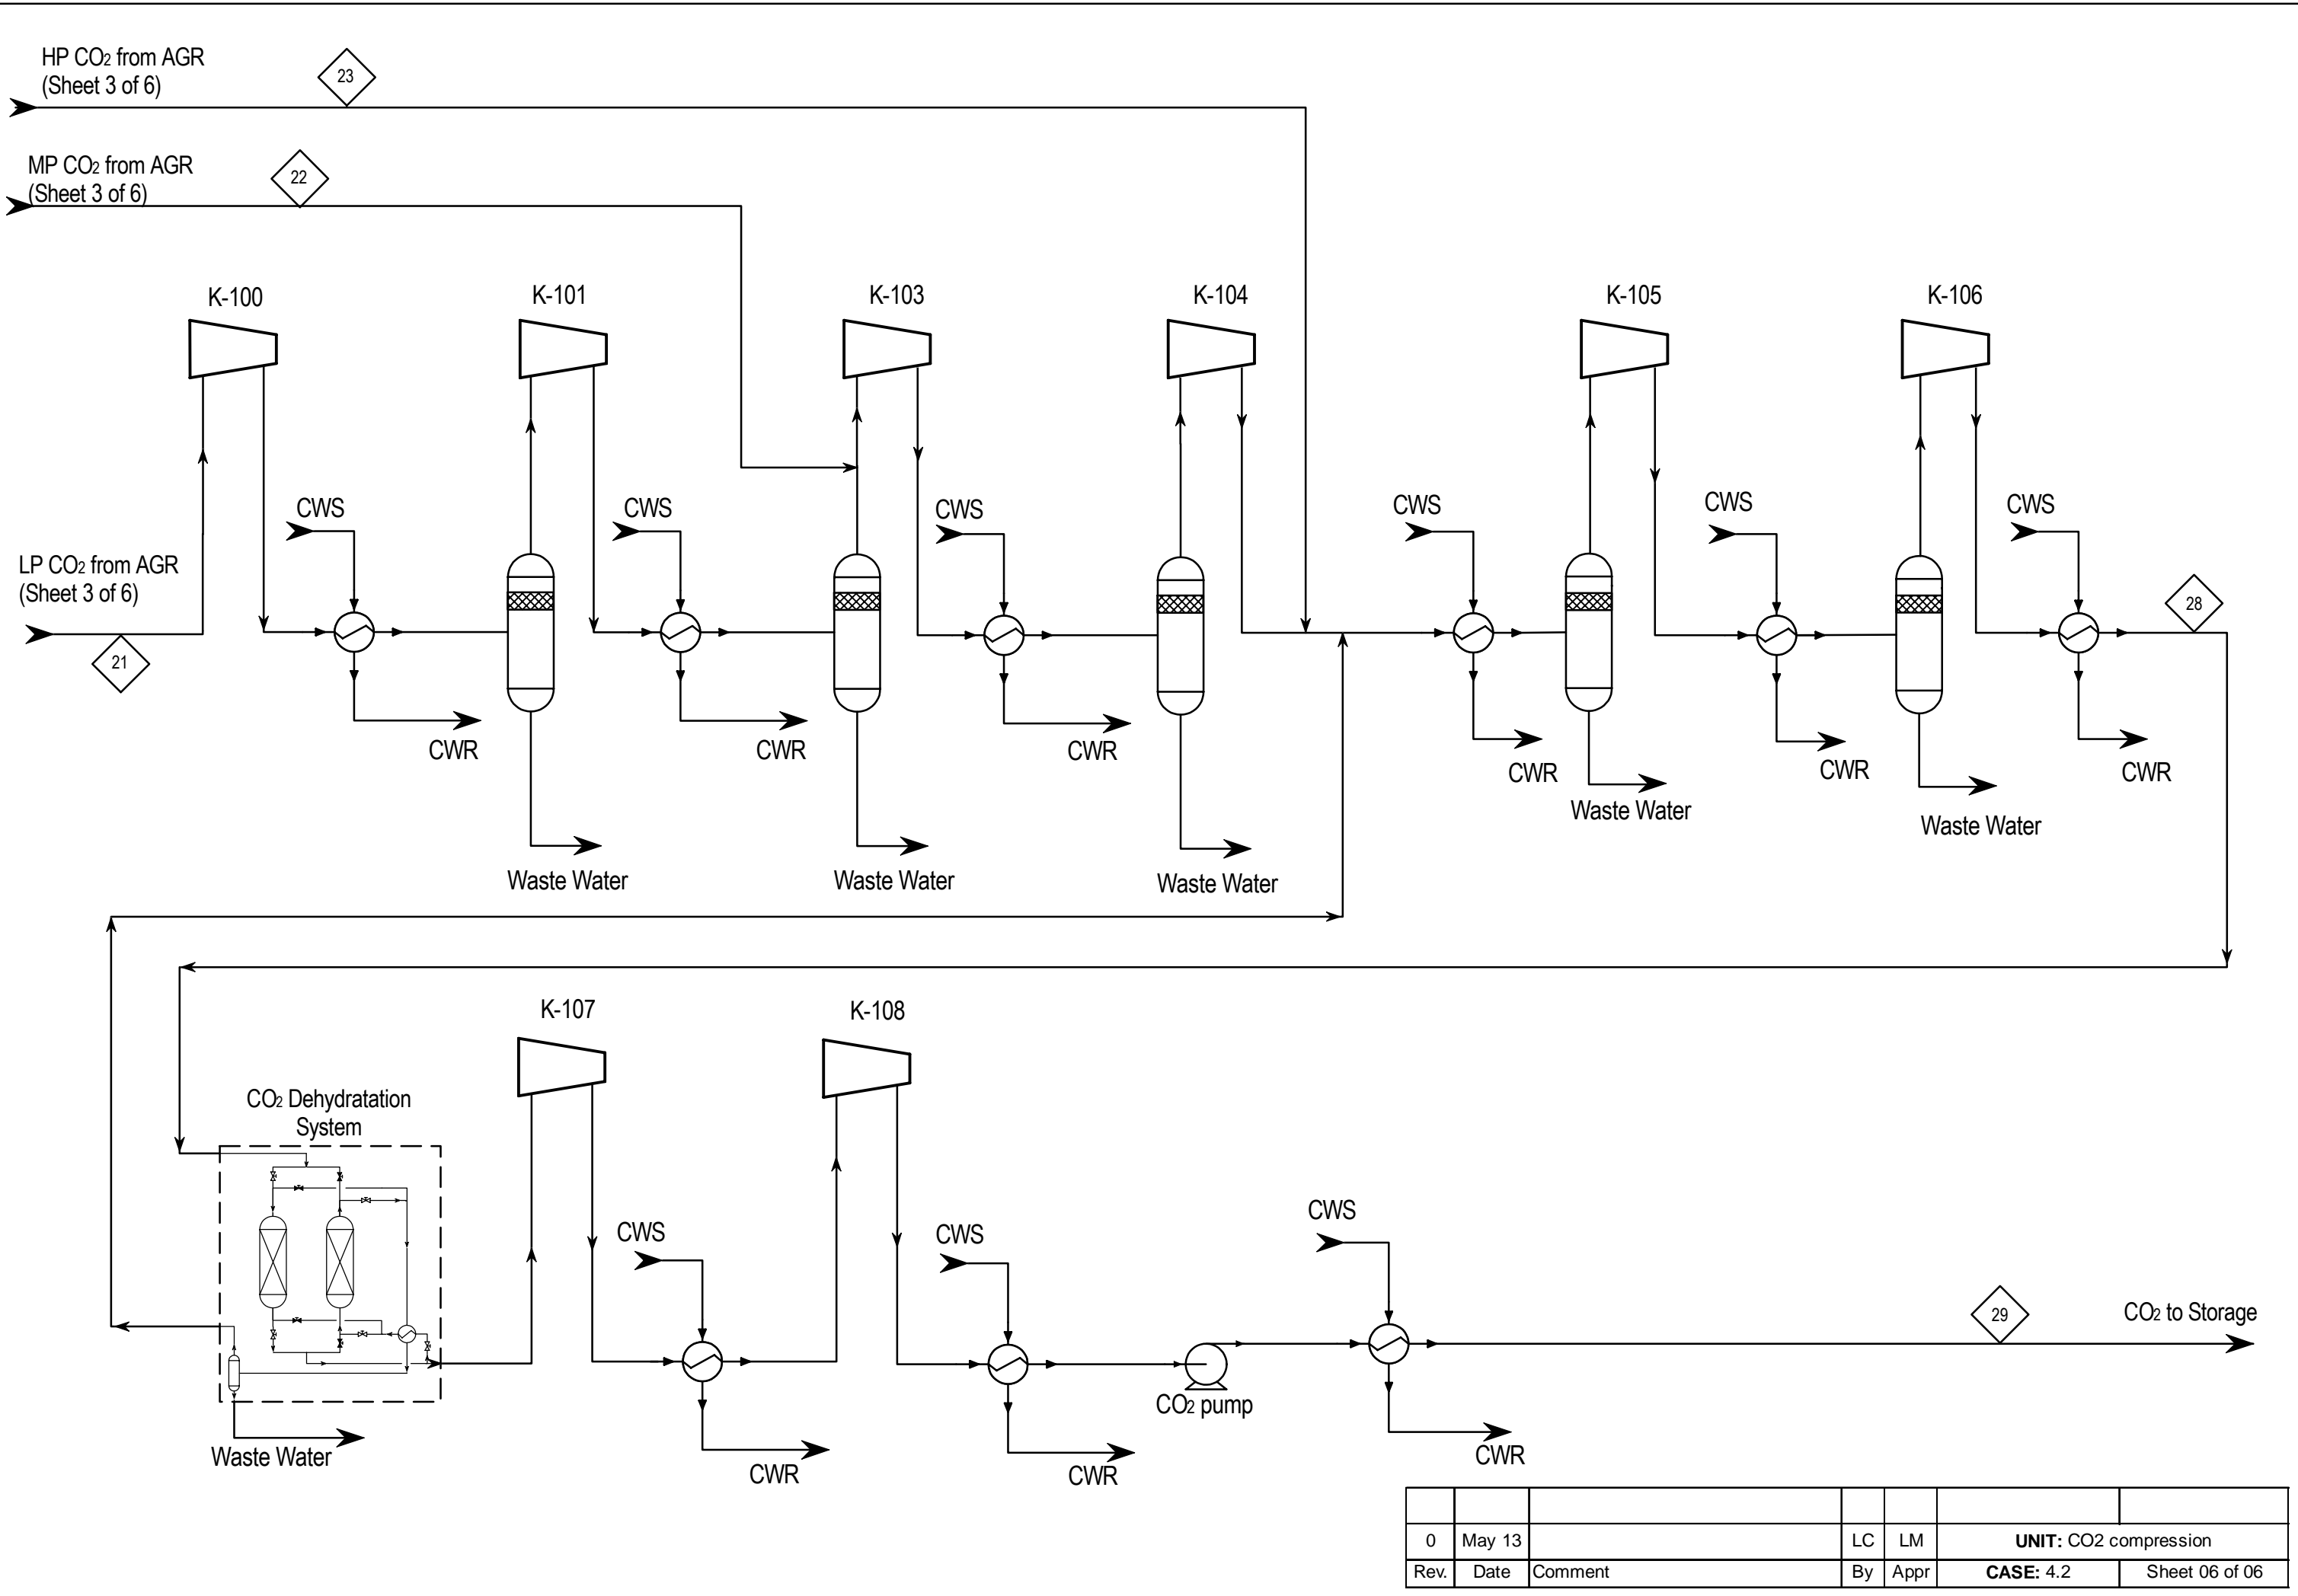 HP CO2 from AGR
(Sheet 3 of 6)
23
MP CO2 from AGR
(Sheet 3 of 6)
22
K-100
K-101
K-103
K-104
K-105
K-106
CWS
CWS
CWS
CWS
CWS
CWS
LP CO2 from AGR
(Sheet 3 of 6)
21
28
CWR
CWR
CWR
CWR
CWR
CWR
Waste Water
Waste Water
Waste Water
Waste Water
Waste Water
K-107
K-108
CO2 Dehydratation
System
CWS
CWS
CWS
29
CO2 to Storage
CO2 pump
Waste Water
CWR
CWR
CWR
0 May 13 LC LM UNIT: CO2 compression
Rev. Date Comment By Appr CASE: 4.2 Sheet 06 of 06